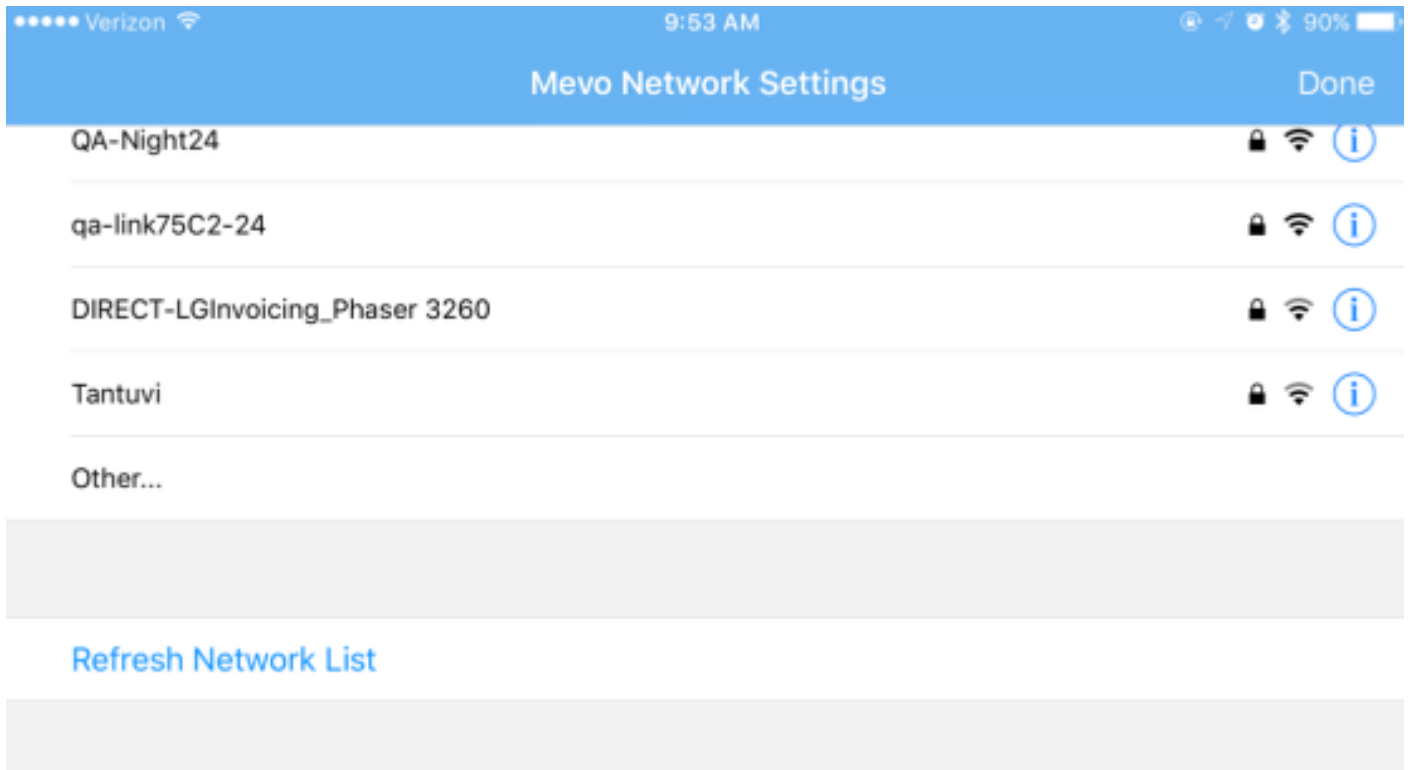 Verizon 9:53 AM 90%
Mevo Network Settings Done
QA-Night24
qa-link75C2-24
DIRECT-LGInvoicing_Phaser 3260
Tantuvi
Other...
Refresh Network List